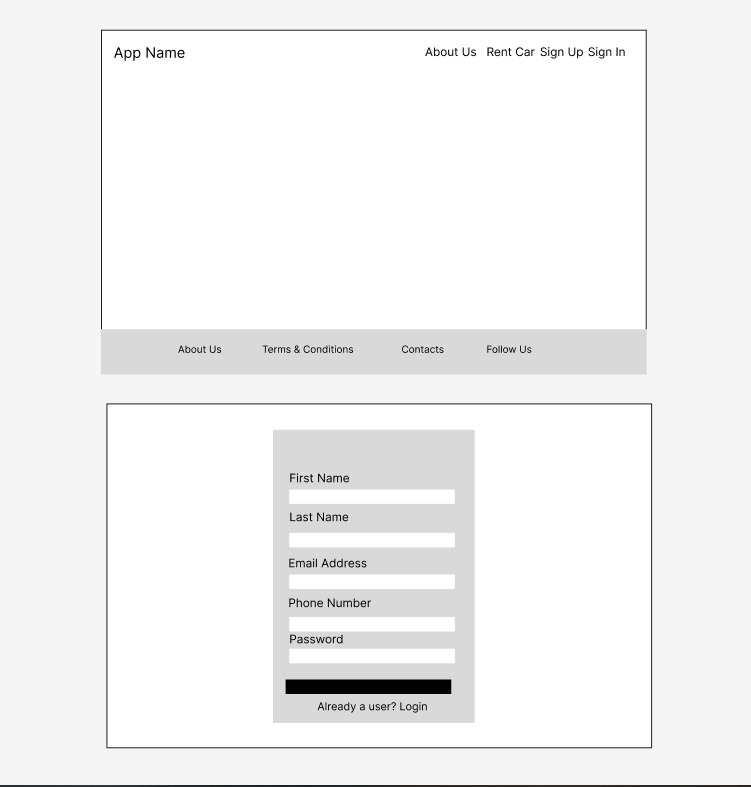 App Name
About Us Rent Car Sign Up Sign In
About Us Terms & Conditions Contacts Follow Us
First Name
Last Name
Email Address
Phone Number
Password
Already a user? Login